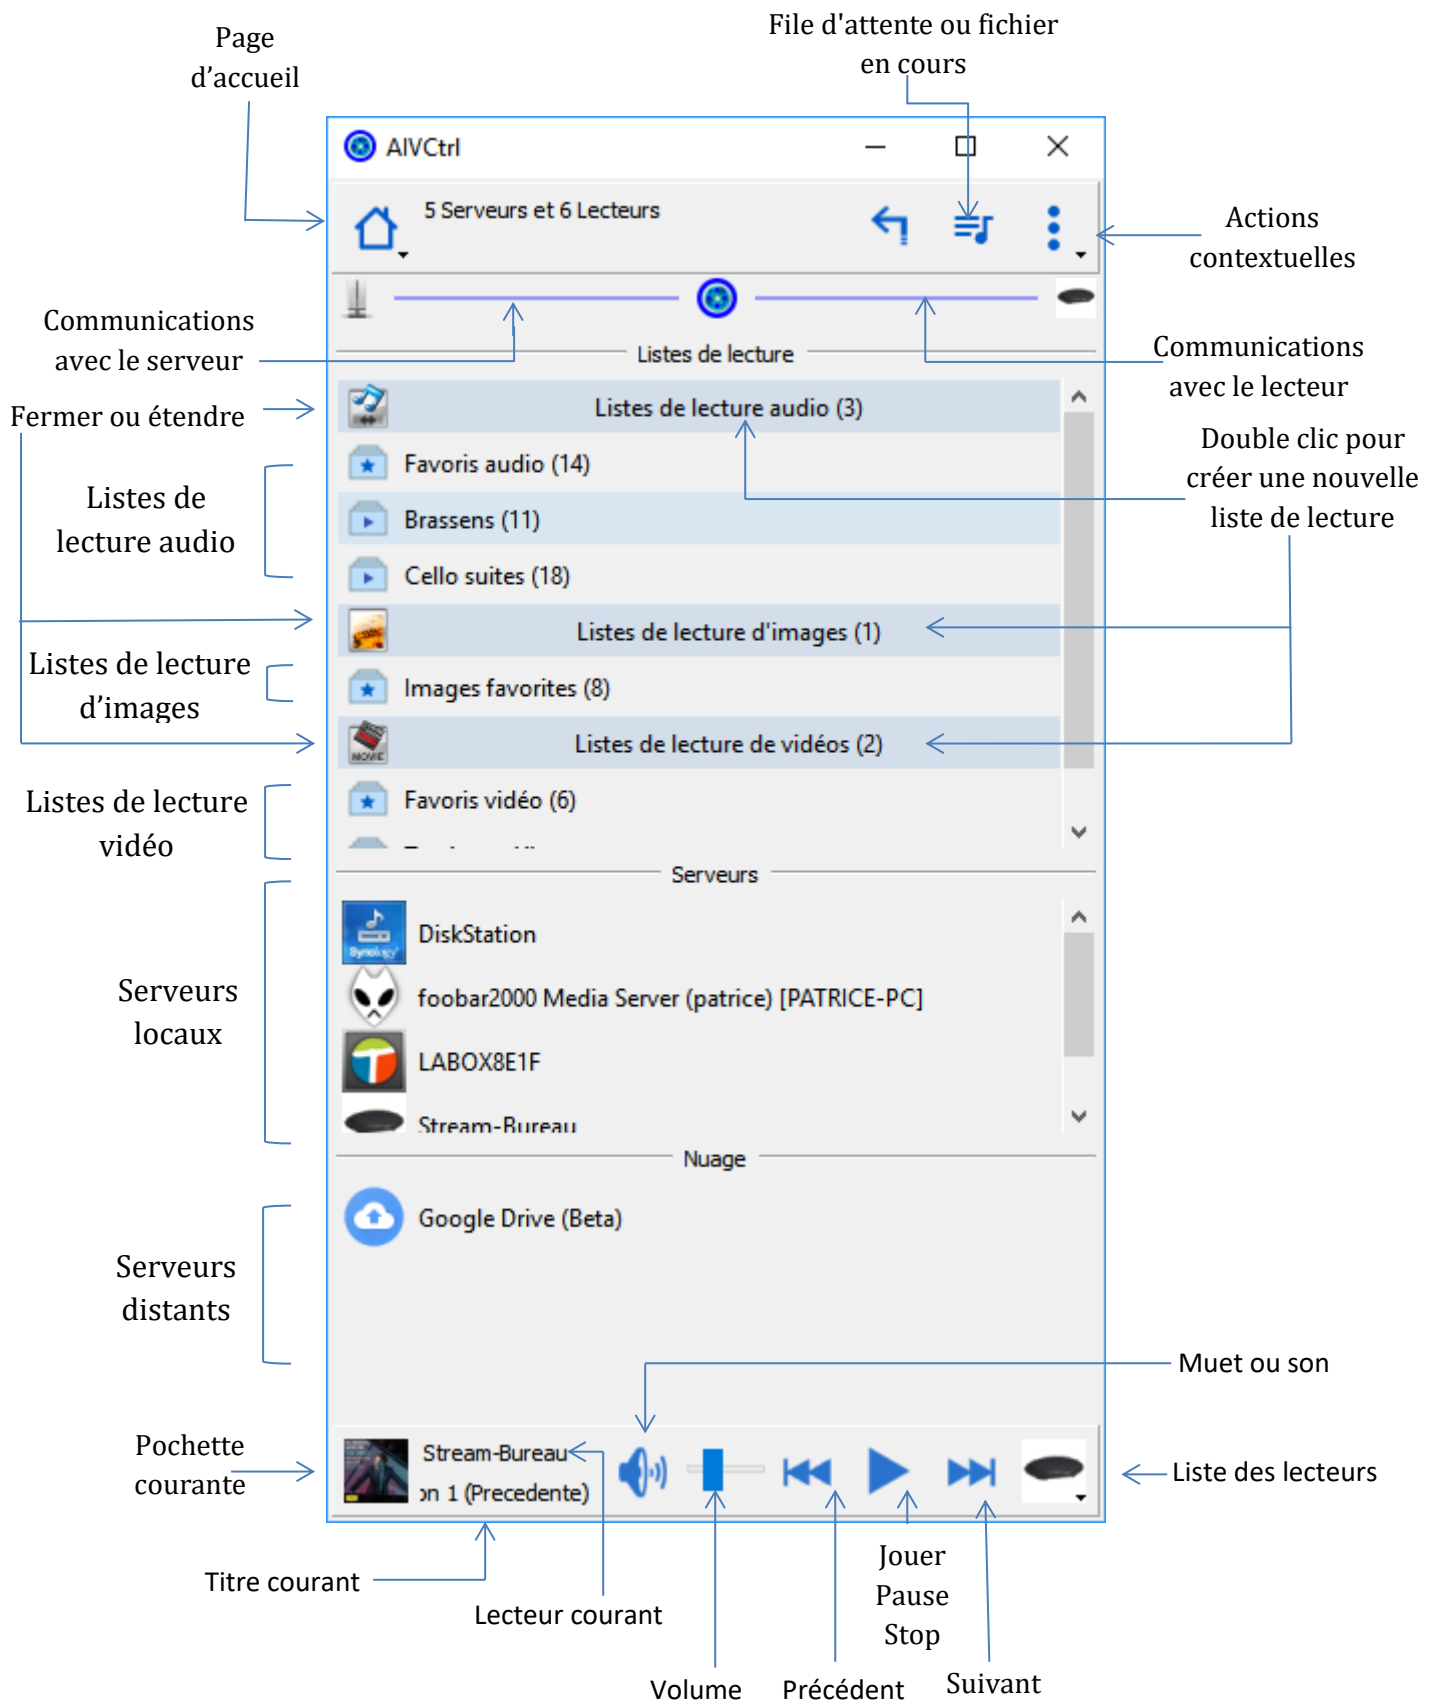 Page
d’accueil
File d'attente ou fichier
en cours
AIVCtrl
5 Serveurs et 6 Lecteurs
Actions
contextuelles
Communications
avec le serveur
Communications
avec le lecteur
Listes de lecture
Fermer ou étendre
Listes de lecture audio (3)
Double clic pour
créer une nouvelle
liste de lecture
Favoris audio (14)
Listes de
lecture audio
Brassens (11)
Cello suites (18)
Listes de lecture d'images (1)
Listes de lecture
d’images
Images favorites (8)
MOVIE
Listes de lecture de vidéos (2)
Listes de lecture
vidéo
Favoris vidéo (6)
Serveurs
Synology
DiskStation
Serveurs
locaux
foobar2000 Media Server (patrice) [PATRICE-PC]
LABOX8E1F
Stream-Bureau
Nuage
Google Drive (Beta)
Serveurs
distants
Muet ou son
Pochette
courante
Stream-Bureau
on 1 (Precedente)
Liste des lecteurs
Titre courant
Lecteur courant
Jouer
Pause
Stop
Volume
Précédent
Suivant